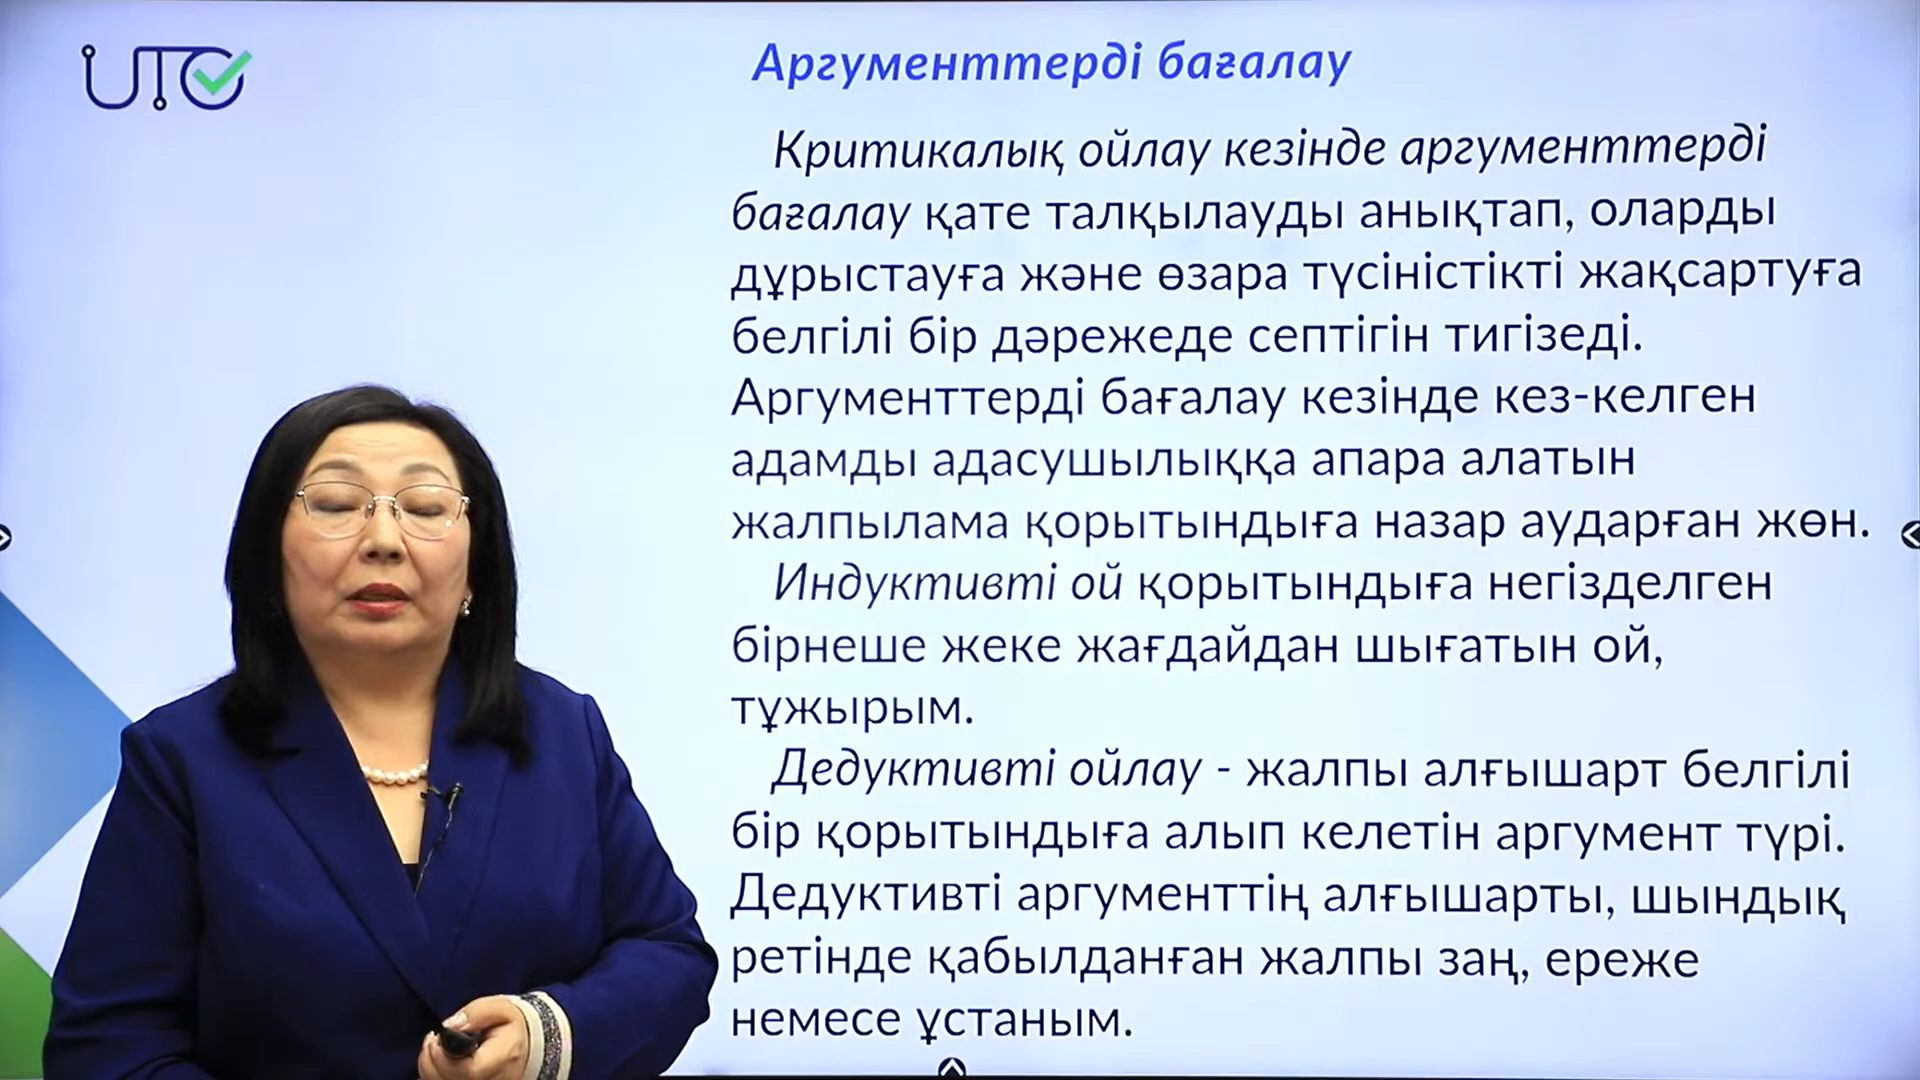 UTO
Аргументтерді бағалау
Критикалық ойлау кезінде аргументтерді
бағалау қате талқылауды анықтап, оларды
дұрыстауға және өзара түсіністікті жақсартуға
белгілі бір дәрежеде септігін тигізеді.
Аргументтерді бағалау кезінде кез-келген
адамды адасушылыққа апара алатын
жалпылама қорытындыға назар аударған жөн.
Индуктивті ой қорытындыға негізделген
бірнеше жеке жағдайдан шығатын ой,
тұжырым.
Дедуктивті ойлау - жалпы алғышарт белгілі
бір қорытындыға алып келетін аргумент түрі.
Дедуктивті аргументтің алғышарты, шындық
ретінде қабылданған жалпы заң, ереже
немесе ұстаным.